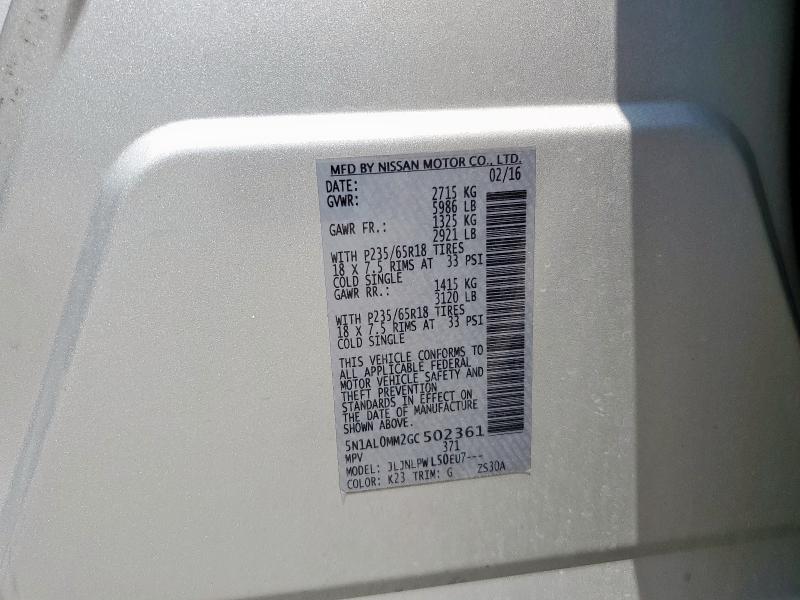 MFD BY NISSAN MOTOR CO., LTD.
DATE: 02/16
GVWR: 2715 KG
5986 LB
GAWR FR.: 1325 KG
2921 LB
WITH P235/65R18 TIRES
18 X 7.5 RIMS AT 33 PSI
COLD SINGLE
GAWR RR.: 1415 KG
3120 LB
WITH P235/65R18 TIRES
18 X 7.5 RIMS AT 33 PSI
COLD SINGLE
THIS VEHICLE CONFORMS TO
ALL APPLICABLE FEDERAL
MOTOR VEHICLE SAFETY AND
THEFT PREVENTION
STANDARDS IN EFFECT ON
THE DATE OF MANUFACTURE
SHOWN ABOVE.
5N1AL0MM2GC502361
MPV 371
MODEL: JLJNLPWL50EU7---
COLOR: K23 TRIM: G ZS30A